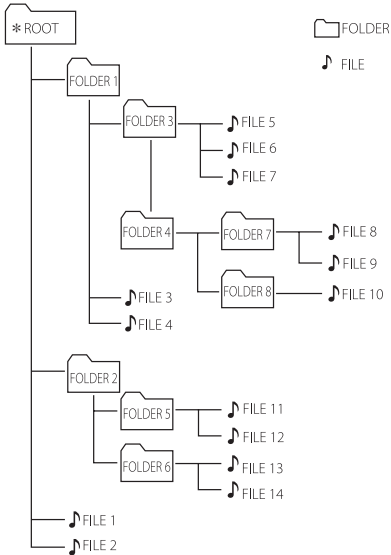 * ROOT
FOLDER
FILE
FOLDER 1
FOLDER 3
FILE 5
FILE 6
FILE 7
FOLDER 4
FOLDER 7
FILE 8
FILE 9
FOLDER 8
FILE 10
FILE 3
FILE 4
FOLDER 2
FOLDER 5
FILE 11
FILE 12
FOLDER 6
FILE 13
FILE 14
FILE 1
FILE 2